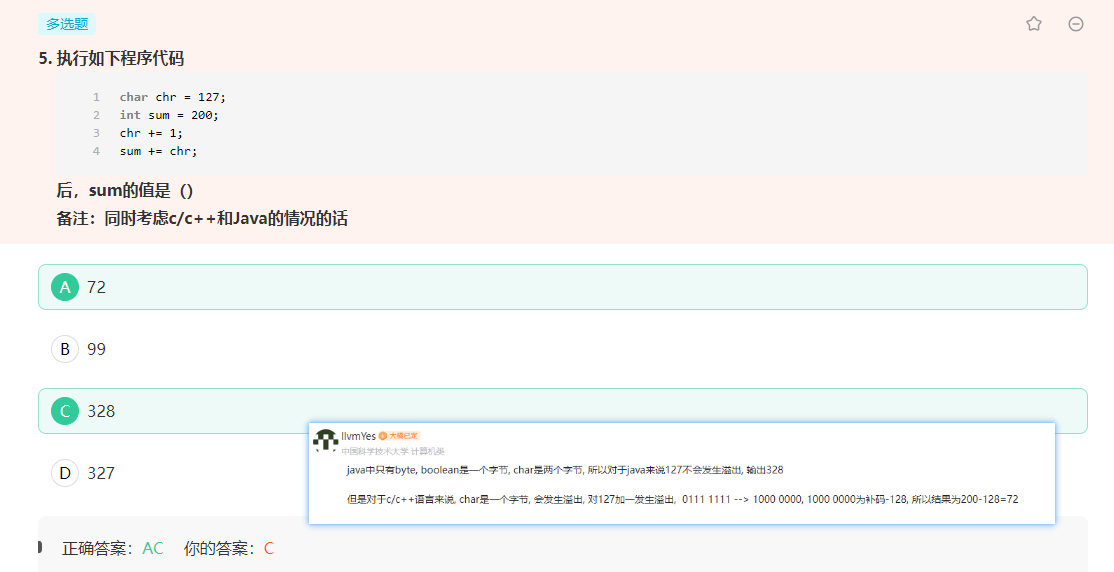 多选题
5. 执行如下程序代码
1 char chr = 127;
2 int sum = 200;
3 chr += 1;
4 sum += chr;
后，sum的值是（）
备注：同时考虑c/c++和Java的情况的话
A 72
B 99
C 328
D 327
llvmYes 大橘已定
中国科学技术大学 计算机类
java中只有byte, boolean是一个字节, char是两个字节, 所以对于java来说127不会发生溢出, 输出328
但是对于c/c++语言来说, char是一个字节, 会发生溢出, 对127加一发生溢出, 0111 1111 --> 1000 0000, 1000 0000为补码-128, 所以结果为200-128=72
正确答案：AC 你的答案：C